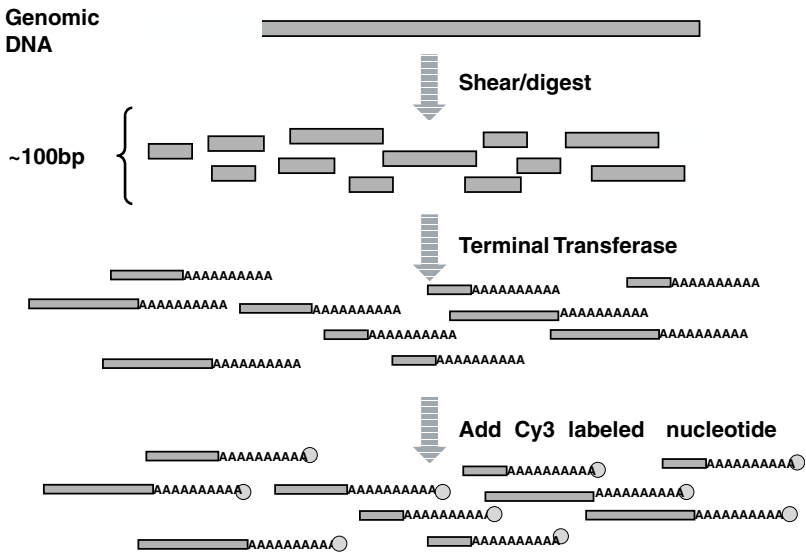 Genomic
DNA
Shear/digest
~100bp
Terminal Transferase
AAAAAAAAAA
AAAAAAAAAA
AAAAAAAAAA
AAAAAAAAAA
AAAAAAAAAA
AAAAAAAAAA
AAAAAAAAAA
AAAAAAAAAA
AAAAAAAAAA
AAAAAAAAAA
Add Cy3 labeled nucleotide
AAAAAAAAAA
AAAAAAAAAA
AAAAAAAAAA
AAAAAAAAAA
AAAAAAAAAA
AAAAAAAAAA
AAAAAAAAAA
AAAAAAAAAA
AAAAAAAAAA
AAAAAAAAAA